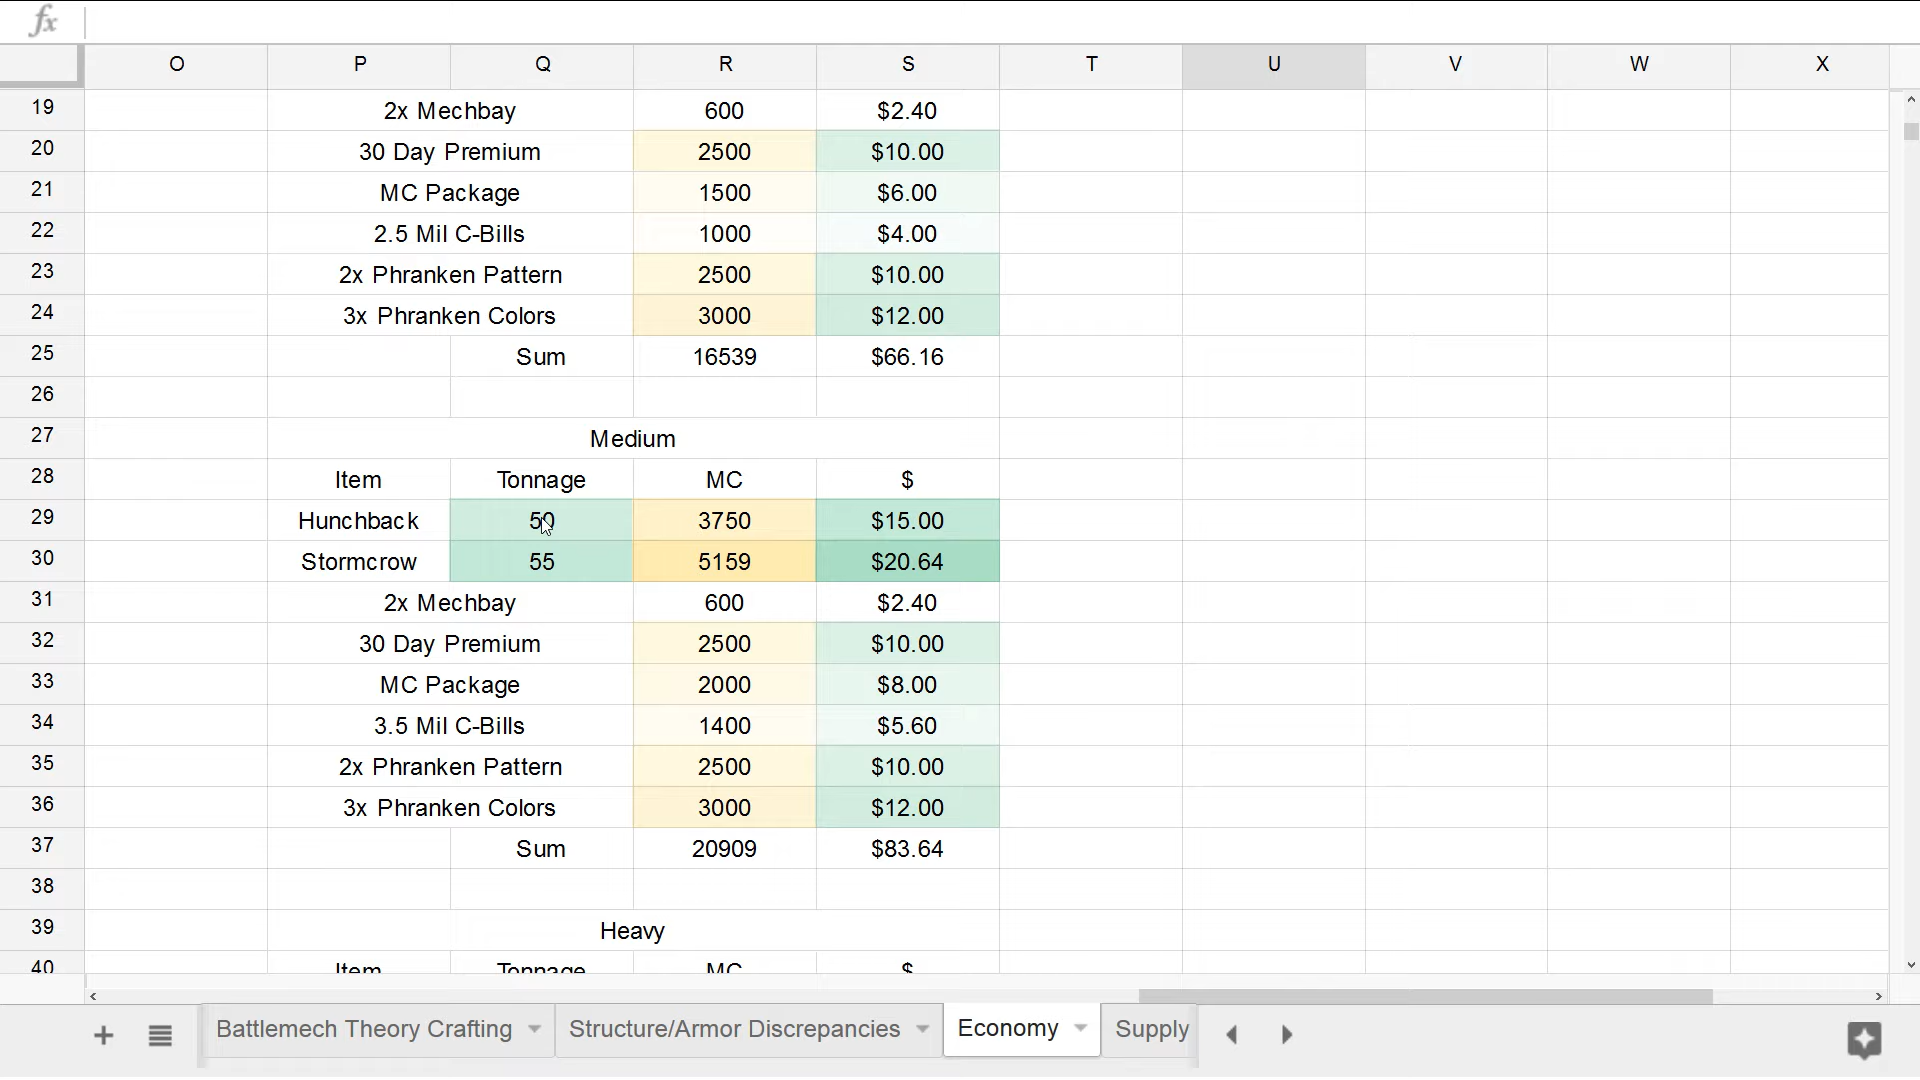 fx
O P Q R S T U V W X
19 2x Mechbay 600 $2.40
20 30 Day Premium 2500 $10.00
21 MC Package 1500 $6.00
22 2.5 Mil C-Bills 1000 $4.00
23 2x Phranken Pattern 2500 $10.00
24 3x Phranken Colors 3000 $12.00
25 Sum 16539 $66.16
26
27 Medium
28 Item Tonnage MC $
29 Hunchback 50 3750 $15.00
30 Stormcrow 55 5159 $20.64
31 2x Mechbay 600 $2.40
32 30 Day Premium 2500 $10.00
33 MC Package 2000 $8.00
34 3.5 Mil C-Bills 1400 $5.60
35 2x Phranken Pattern 2500 $10.00
36 3x Phranken Colors 3000 $12.00
37 Sum 20909 $83.64
38
39 Heavy
40 Item Tonnage MC $
Battlemech Theory Crafting Structure/Armor Discrepancies Economy Supply